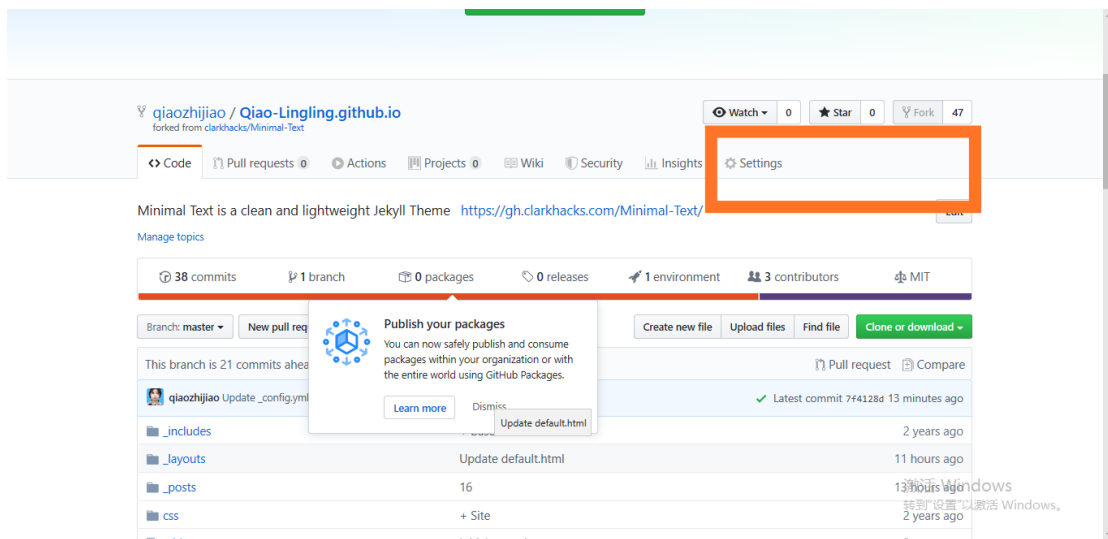 qiaozhijiao / Qiao-Lingling.github.io
forked from clarkhacks/Minimal-Text
Watch 0 Star 0 Fork 47
Code Pull requests 0 Actions Projects 0 Wiki Security Insights Settings
Minimal Text is a clean and lightweight Jekyll Theme https://gh.clarkhacks.com/Minimal-Text/
Edit
Manage topics
38 commits 1 branch 0 packages 0 releases 1 environment 3 contributors MIT
Branch: master New pull req Create new file Upload files Find file Clone or download
Publish your packages
You can now safely publish and consume
packages within your organization or with
the entire world using GitHub Packages.
Learn more Dismiss
Update default.html
This branch is 21 commits ahea Pull request Compare
qiaozhijiao Update _config.yml Latest commit 7f4128d 13 minutes ago
_includes 2 years ago
_layouts Update default.html 11 hours ago
_posts 16 13 hours ago
css + Site 2 years ago
激活 Windows
转到"设置"以激活 Windows。